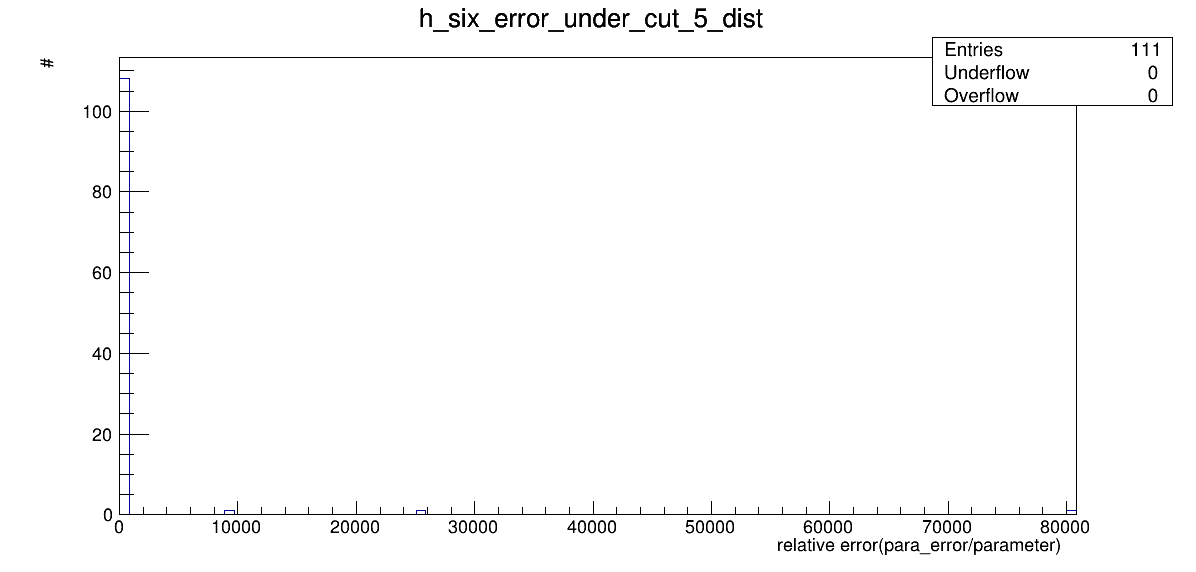 h_six_error_under_cut_5_dist
#
Entries 111
Underflow 0
Overflow 0
100
80
60
40
20
0
0 10000 20000 30000 40000 50000 60000 70000 80000
relative error(para_error/parameter)